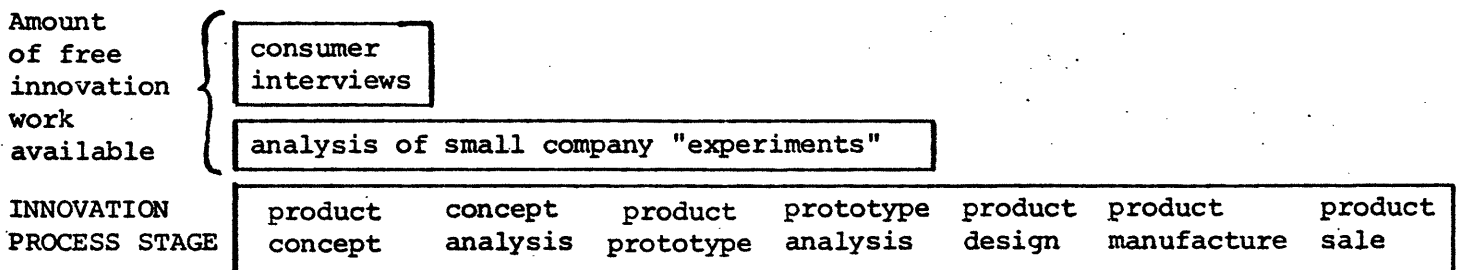 Amount
of free
innovation
work
available
consumer
interviews
analysis of small company "experiments"
INNOVATION
PROCESS STAGE
product concept
concept analysis
product prototype
prototype analysis
product design
product manufacture
product sale